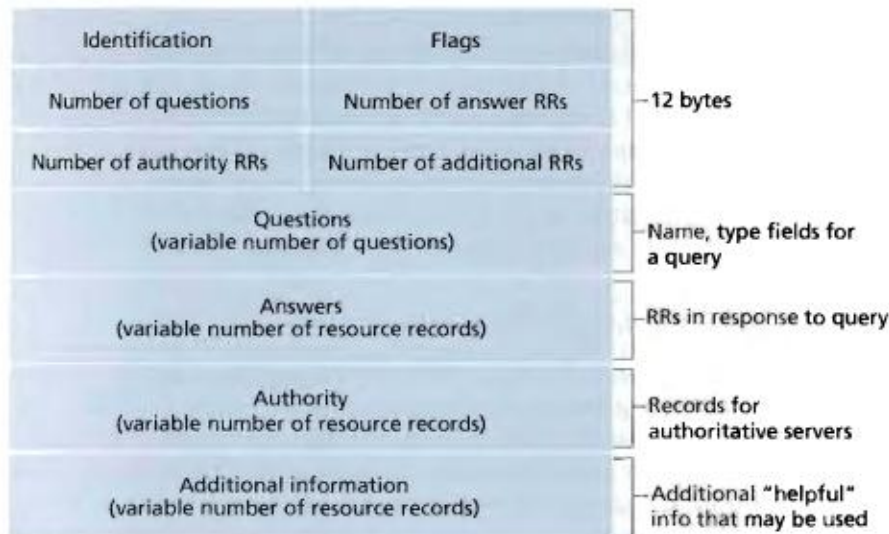 Identification
Flags
Number of questions
Number of answer RRs
12 bytes
Number of authority RRs
Number of additional RRs
Questions
(variable number of questions)
Name, type fields for
a query
Answers
(variable number of resource records)
RRs in response to query
Authority
(variable number of resource records)
Records for
authoritative servers
Additional information
(variable number of resource records)
Additional "helpful"
info that may be used